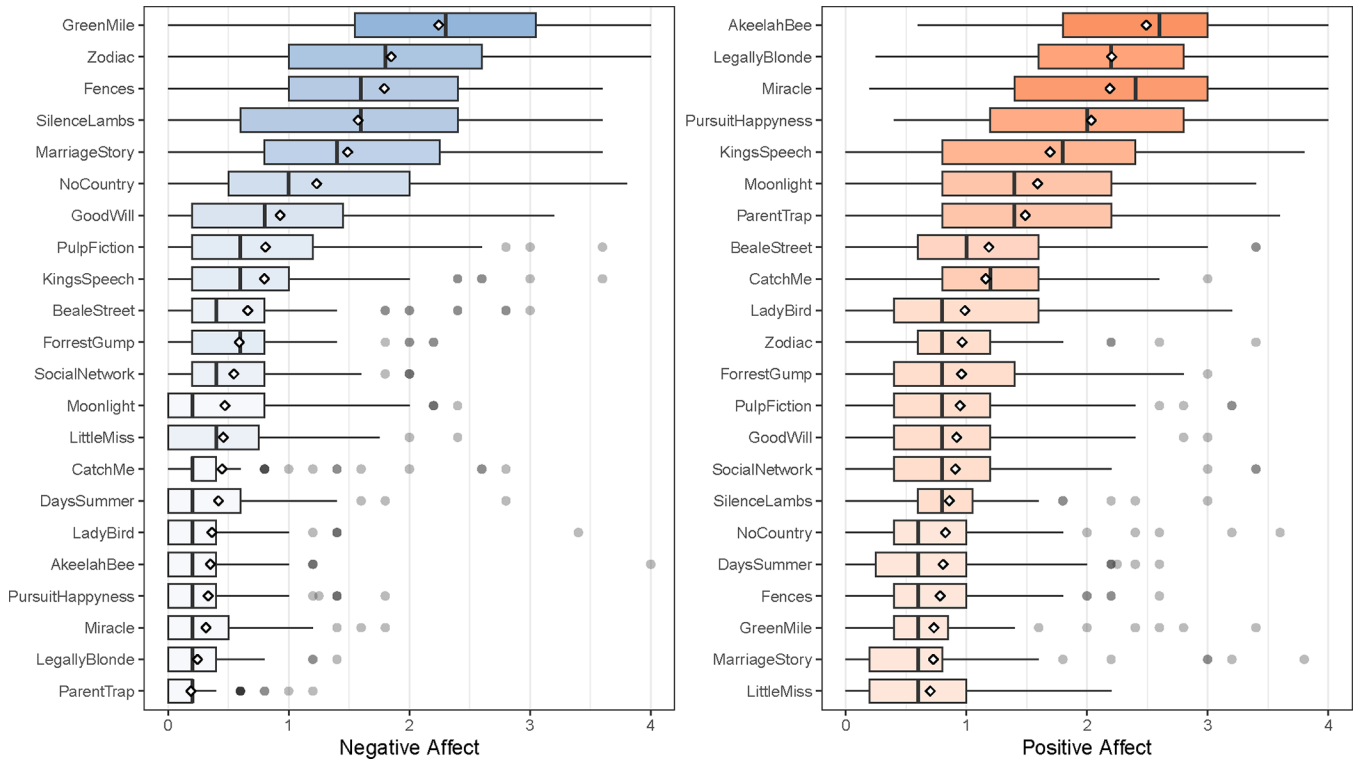 GreenMile
Zodiac
Fences
SilenceLambs
MarriageStory
NoCountry
GoodWill
PulpFiction
KingsSpeech
BealeStreet
ForrestGump
SocialNetwork
Moonlight
LittleMiss
CatchMe
DaysSummer
LadyBird
AkeelahBee
PursuitHappyness
Miracle
LegallyBlonde
ParentTrap
0 1 2 3 4
Negative Affect
AkeelahBee
LegallyBlonde
Miracle
PursuitHappyness
KingsSpeech
Moonlight
ParentTrap
BealeStreet
CatchMe
LadyBird
Zodiac
ForrestGump
PulpFiction
GoodWill
SocialNetwork
SilenceLambs
NoCountry
DaysSummer
Fences
GreenMile
MarriageStory
LittleMiss
0 1 2 3 4
Positive Affect